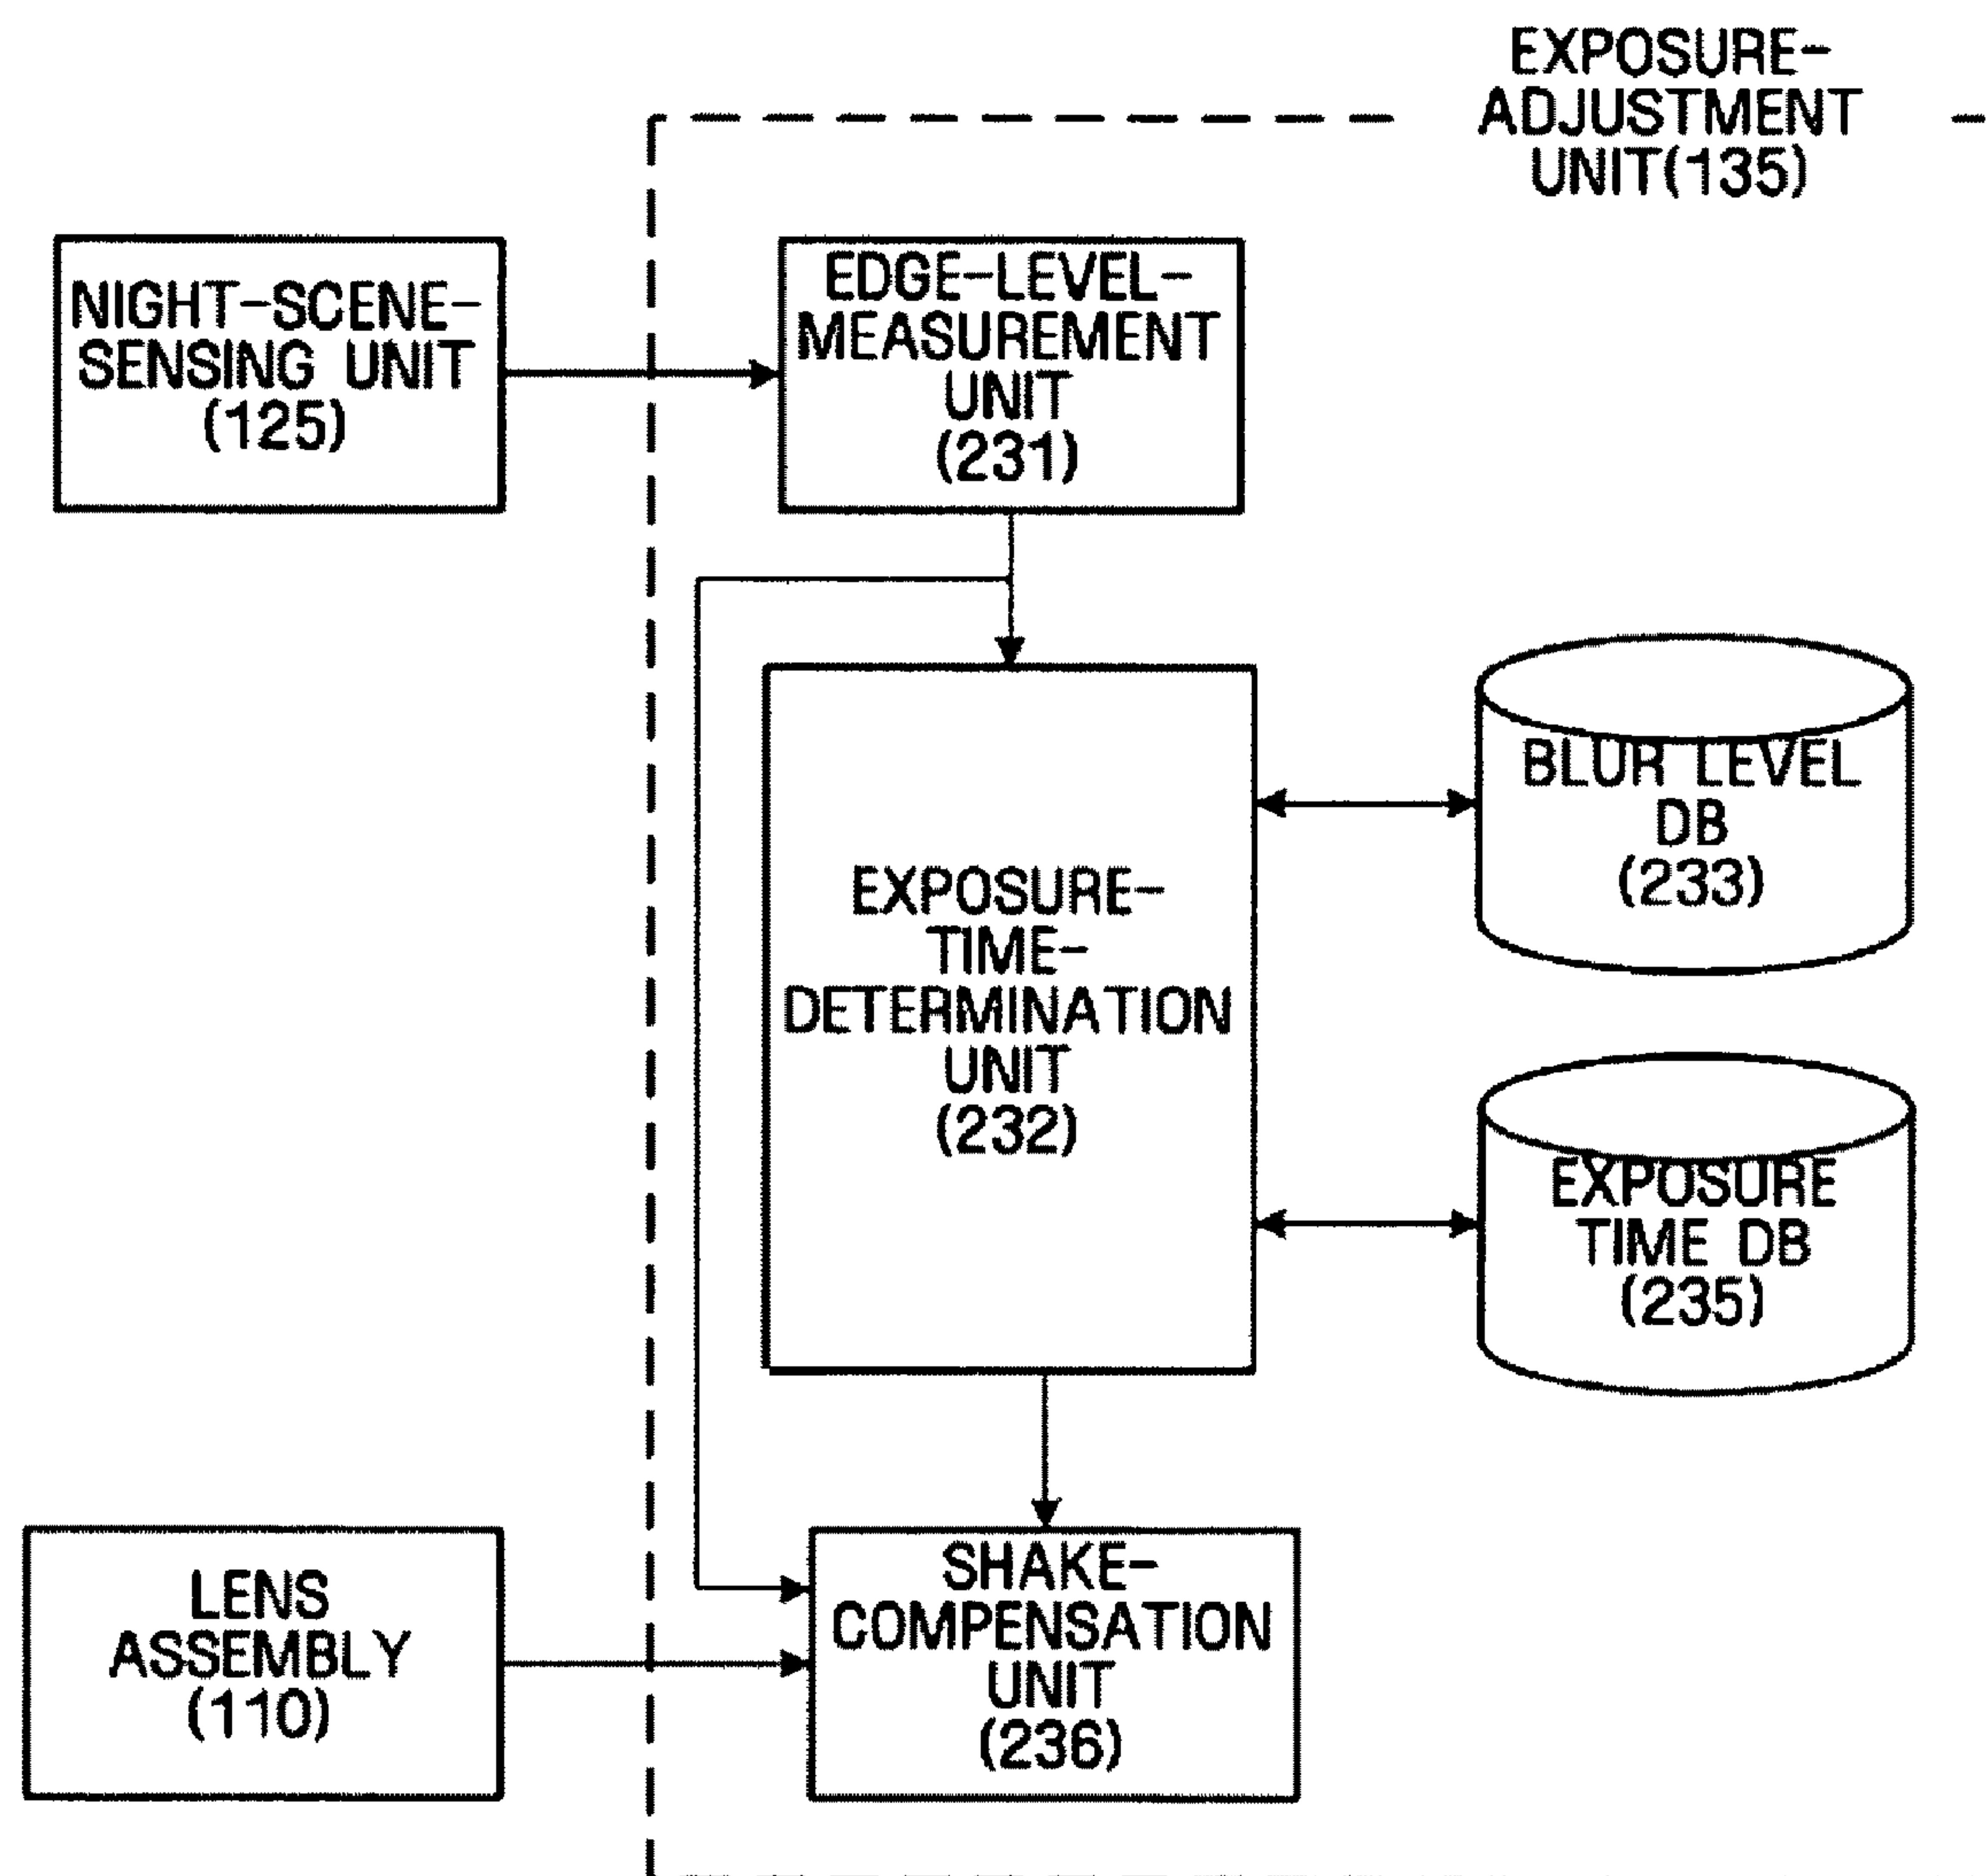 EXPOSURE-
ADJUSTMENT
UNIT(135)
NIGHT-SCENE-
SENSING UNIT
(125)
EDGE-LEVEL-
MEASUREMENT
UNIT
(231)
EXPOSURE-
TIME-
DETERMINATION
UNIT
(232)
BLUR LEVEL
DB
(233)
EXPOSURE
TIME DB
(235)
LENS
ASSEMBLY
(110)
SHAKE-
COMPENSATION
UNIT
(236)